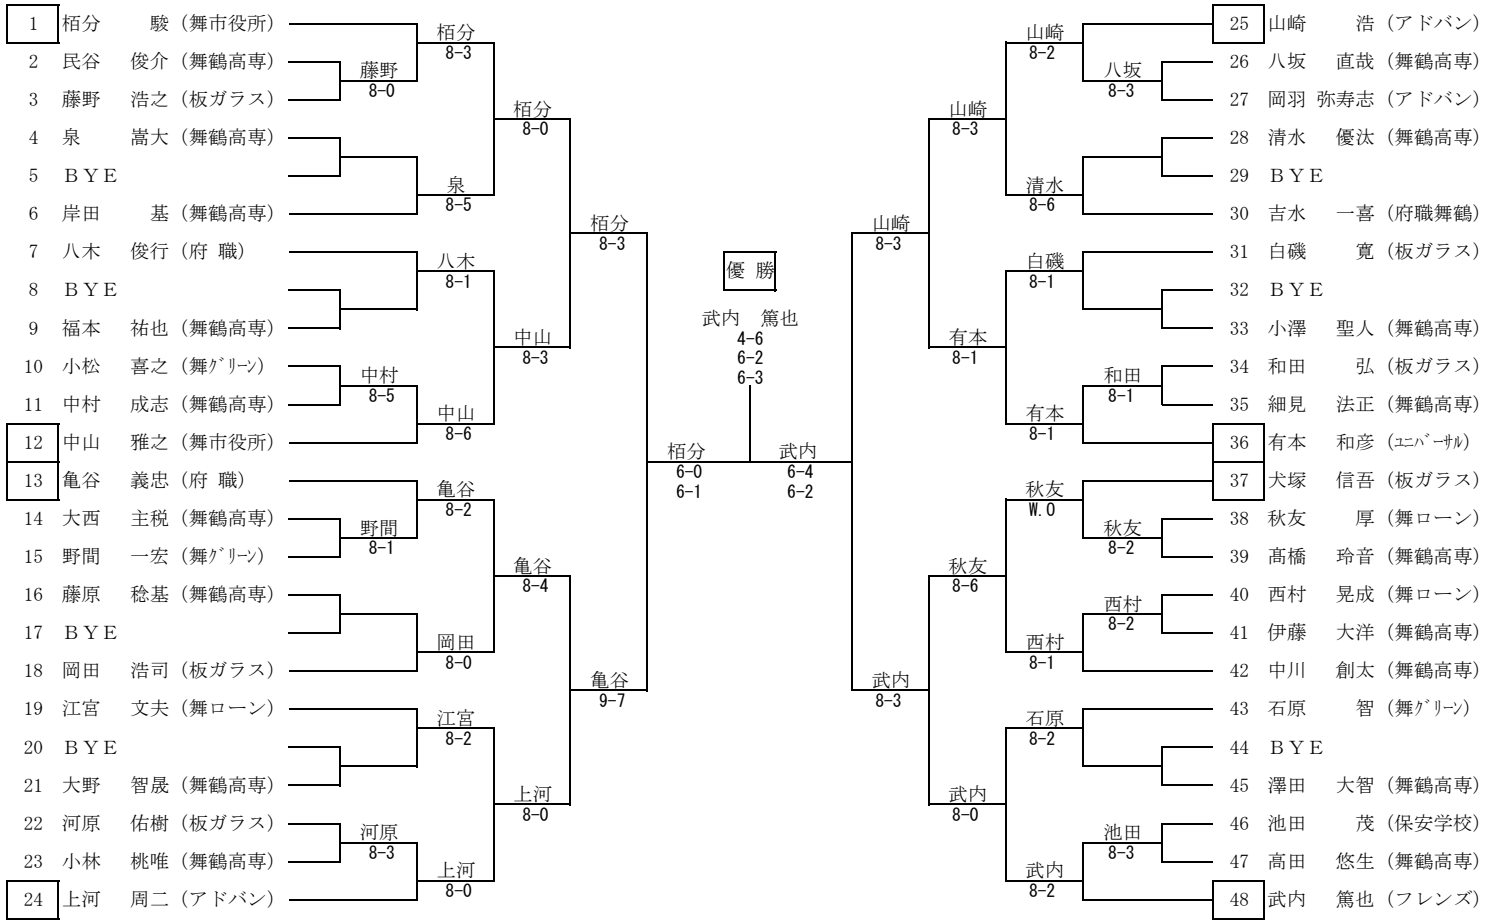 1 栢分 駿 (舞市役所)
2 民谷 俊介 (舞鶴高専)
3 藤野 浩之 (板ガラス)
4 泉 嵩大 (舞鶴高専)
5 ＢＹＥ
6 岸田 基 (舞鶴高専)
7 八木 俊行 (府 職)
8 ＢＹＥ
9 福本 祐也 (舞鶴高専)
10 小松 喜之 (舞ｸﾞﾘｰﾝ)
11 中村 成志 (舞鶴高専)
12 中山 雅之 (舞市役所)
13 亀谷 義忠 (府 職)
14 大西 主税 (舞鶴高専)
15 野間 一宏 (舞ｸﾞﾘｰﾝ)
16 藤原 稔基 (舞鶴高専)
17 ＢＹＥ
18 岡田 浩司 (板ガラス)
19 江宮 文夫 (舞ローン)
20 ＢＹＥ
21 大野 智晟 (舞鶴高専)
22 河原 佑樹 (板ガラス)
23 小林 桃唯 (舞鶴高専)
24 上河 周二 (アドバン)
藤野
8-0
中村
8-5
野間
8-1
河原
8-3
栢分
8-3
泉
8-5
八木
8-1
中山
8-6
亀谷
8-2
岡田
8-0
江宮
8-2
上河
8-0
栢分
8-0
中山
8-3
亀谷
8-4
上河
8-0
栢分
8-3
亀谷
9-7
栢分
6-0
6-1
優 勝
武内 篤也
4-6
6-2
6-3
武内
6-4
6-2
山崎
8-3
武内
8-3
山崎
8-3
有本
8-1
秋友
8-6
武内
8-0
山崎
8-2
清水
8-6
白磯
8-1
有本
8-1
秋友
W.O
西村
8-1
石原
8-2
武内
8-2
八坂
8-3
和田
8-1
秋友
8-2
西村
8-2
池田
8-3
25 山崎 浩 (アドバン)
26 八坂 直哉 (舞鶴高専)
27 岡羽 弥寿志 (アドバン)
28 清水 優汰 (舞鶴高専)
29 ＢＹＥ
30 吉水 一喜 (府職舞鶴)
31 白磯 寛 (板ガラス)
32 ＢＹＥ
33 小澤 聖人 (舞鶴高専)
34 和田 弘 (板ガラス)
35 細見 法正 (舞鶴高専)
36 有本 和彦 (ﾕﾆﾊﾞｰｻﾙ)
37 犬塚 信吾 (板ガラス)
38 秋友 厚 (舞ローン)
39 髙橋 玲音 (舞鶴高専)
40 西村 晃成 (舞ローン)
41 伊藤 大洋 (舞鶴高専)
42 中川 創太 (舞鶴高専)
43 石原 智 (舞ｸﾞﾘｰﾝ)
44 ＢＹＥ
45 澤田 大智 (舞鶴高専)
46 池田 茂 (保安学校)
47 高田 悠生 (舞鶴高専)
48 武内 篤也 (フレンズ)